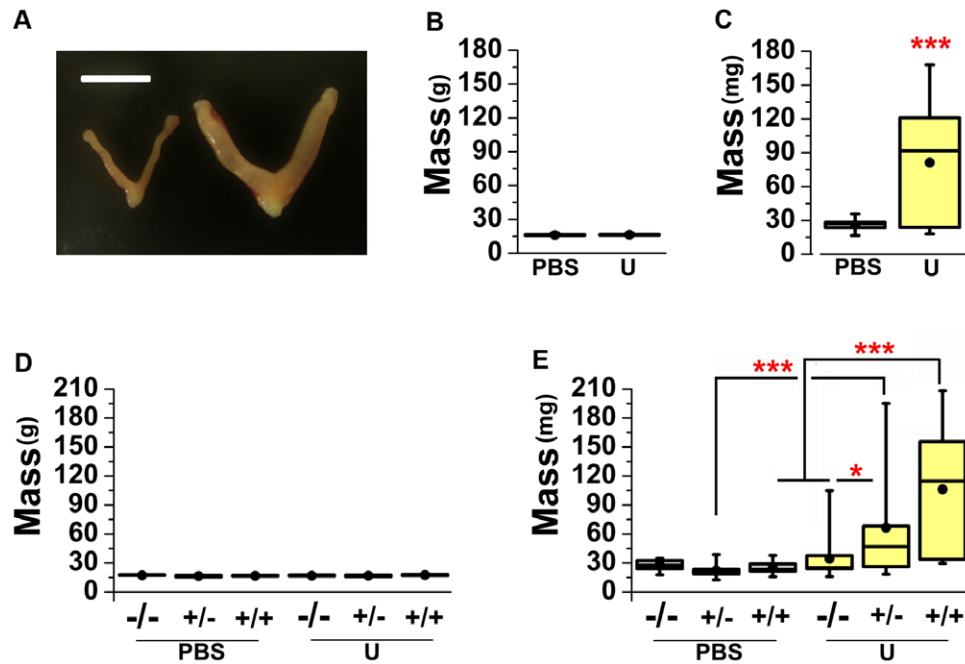 A
B
180
150
120
90
60
30
0
Mass(g)
PBS U
C
***
180
150
120
90
60
30
0
Mass(mg)
PBS U
D
210
180
150
120
90
60
30
0
Mass(g)
-/- +/- +/+ -/- +/- +/+
PBS U
E
*** ***
*
210
180
150
120
90
60
30
0
Mass(mg)
-/- +/- +/+ -/- +/- +/+
PBS U